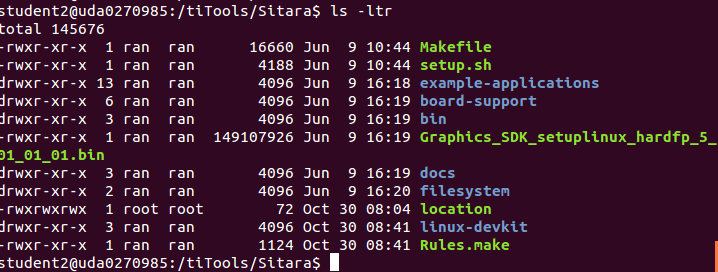 student2@uda0270985:/tiTools/Sitara$ ls -ltr
total 145676
-rwxr-xr-x  1 ran  ran      16660 Jun  9 10:44 Makefile
-rwxr-xr-x  1 ran  ran       4188 Jun  9 10:44 setup.sh
drwxr-xr-x 13 ran  ran       4096 Jun  9 16:18 example-applications
drwxr-xr-x  6 ran  ran       4096 Jun  9 16:19 board-support
drwxr-xr-x  3 ran  ran       4096 Jun  9 16:19 bin
-rwxr-xr-x  1 ran  ran  149107926 Jun  9 16:19 Graphics_SDK_setuplinux_hardfp_5_
01_01_01.bin
drwxr-xr-x  3 ran  ran       4096 Jun  9 16:19 docs
drwxr-xr-x  2 ran  ran       4096 Jun  9 16:20 filesystem
-rwxrwxrwx  1 root root        72 Oct 30 08:04 location
drwxr-xr-x  3 ran  ran       4096 Oct 30 08:41 linux-devkit
-rwxr-xr-x  1 ran  ran       1124 Oct 30 08:41 Rules.make
student2@uda0270985:/tiTools/Sitara$